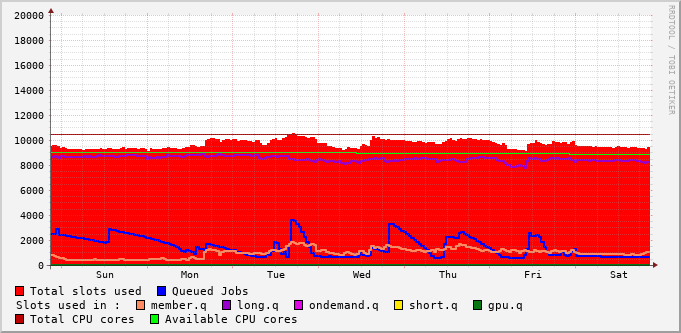 20000
18000
16000
14000
12000
10000
8000
6000
4000
2000
0
Sun Mon Tue Wed Thu Fri Sat
RRDTOOL / TOBI OETIKER
Total slots used Queued Jobs
Slots used in : member.q long.q ondemand.q short.q gpu.q
Total CPU cores Available CPU cores